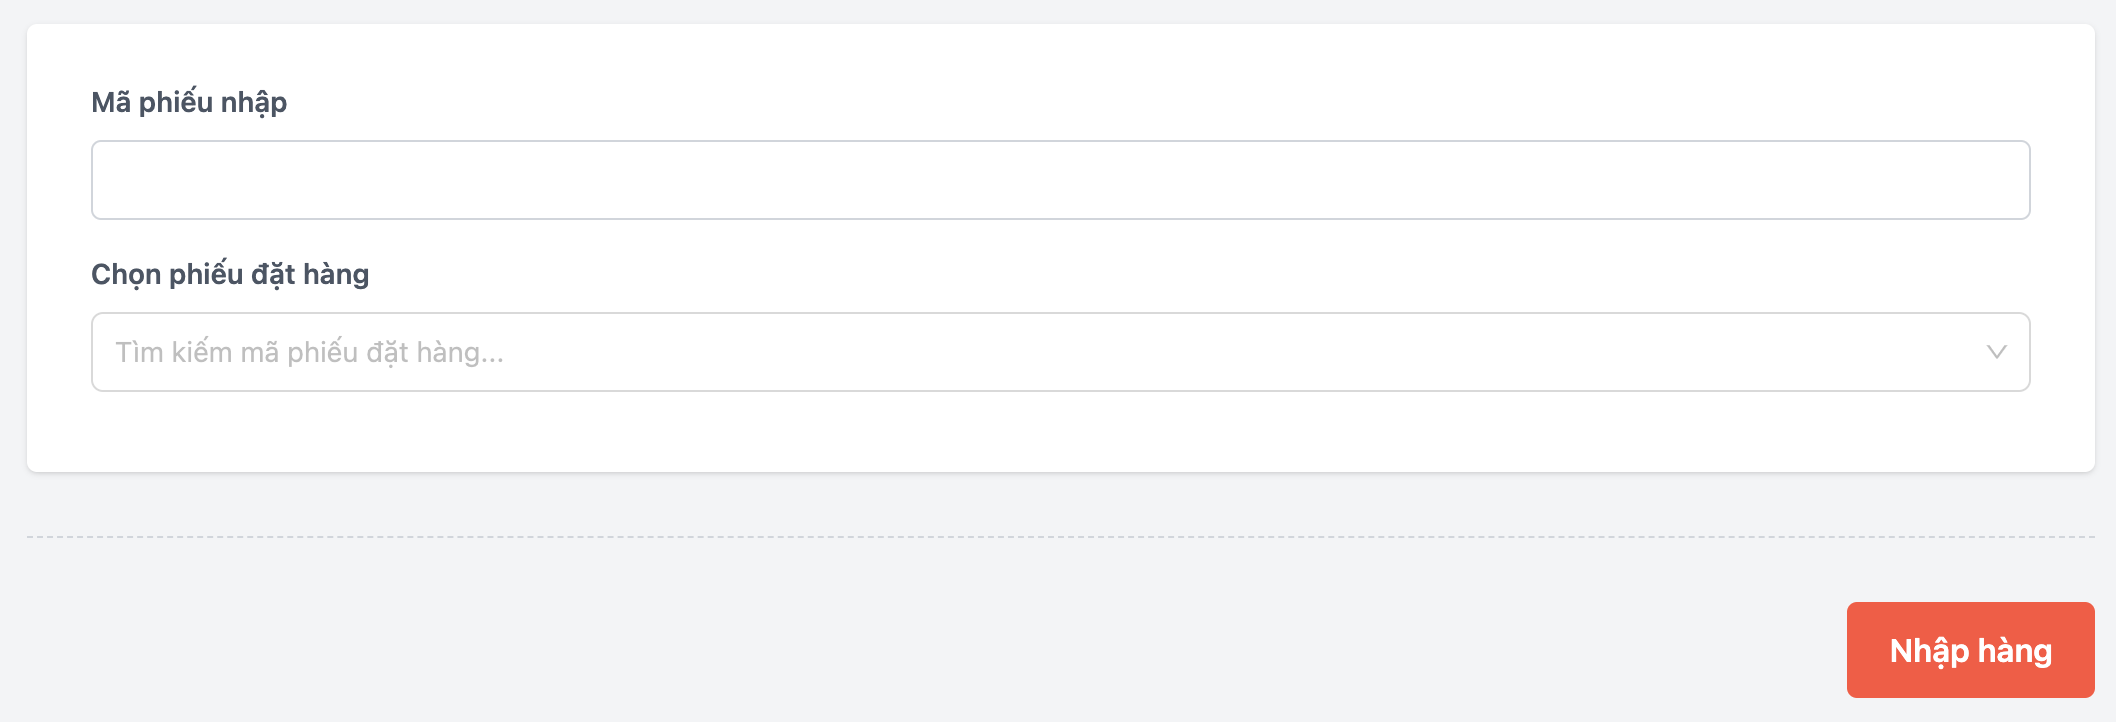 Mã phiếu nhập
Chọn phiếu đặt hàng
Tìm kiếm mã phiếu đặt hàng...
Nhập hàng